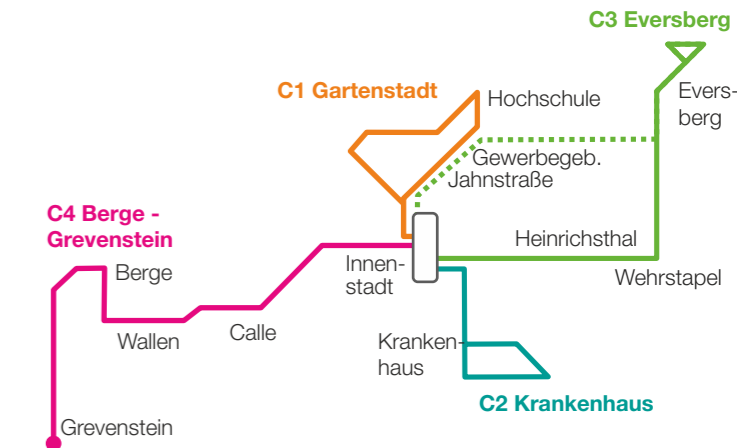 C3 Eversberg
C1 Gartenstadt
Hochschule
Evers-
berg
Gewerbegeb.
Jahnstraße
C4 Berge -
Grevenstein
Heinrichsthal
Berge
Innen-
stadt
Wehrstapel
Wallen
Calle
Kranken-
haus
C2 Krankenhaus
Grevenstein